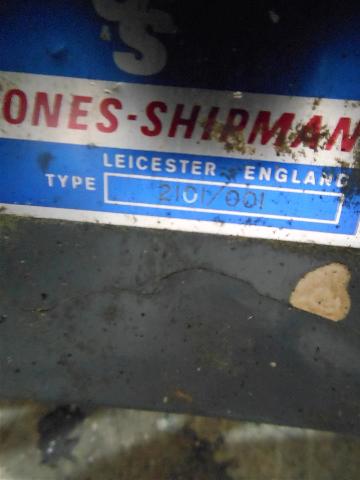 &
S
ONES-SHIPMAN
LEICESTER ENGLAND
TYPE 2101/001